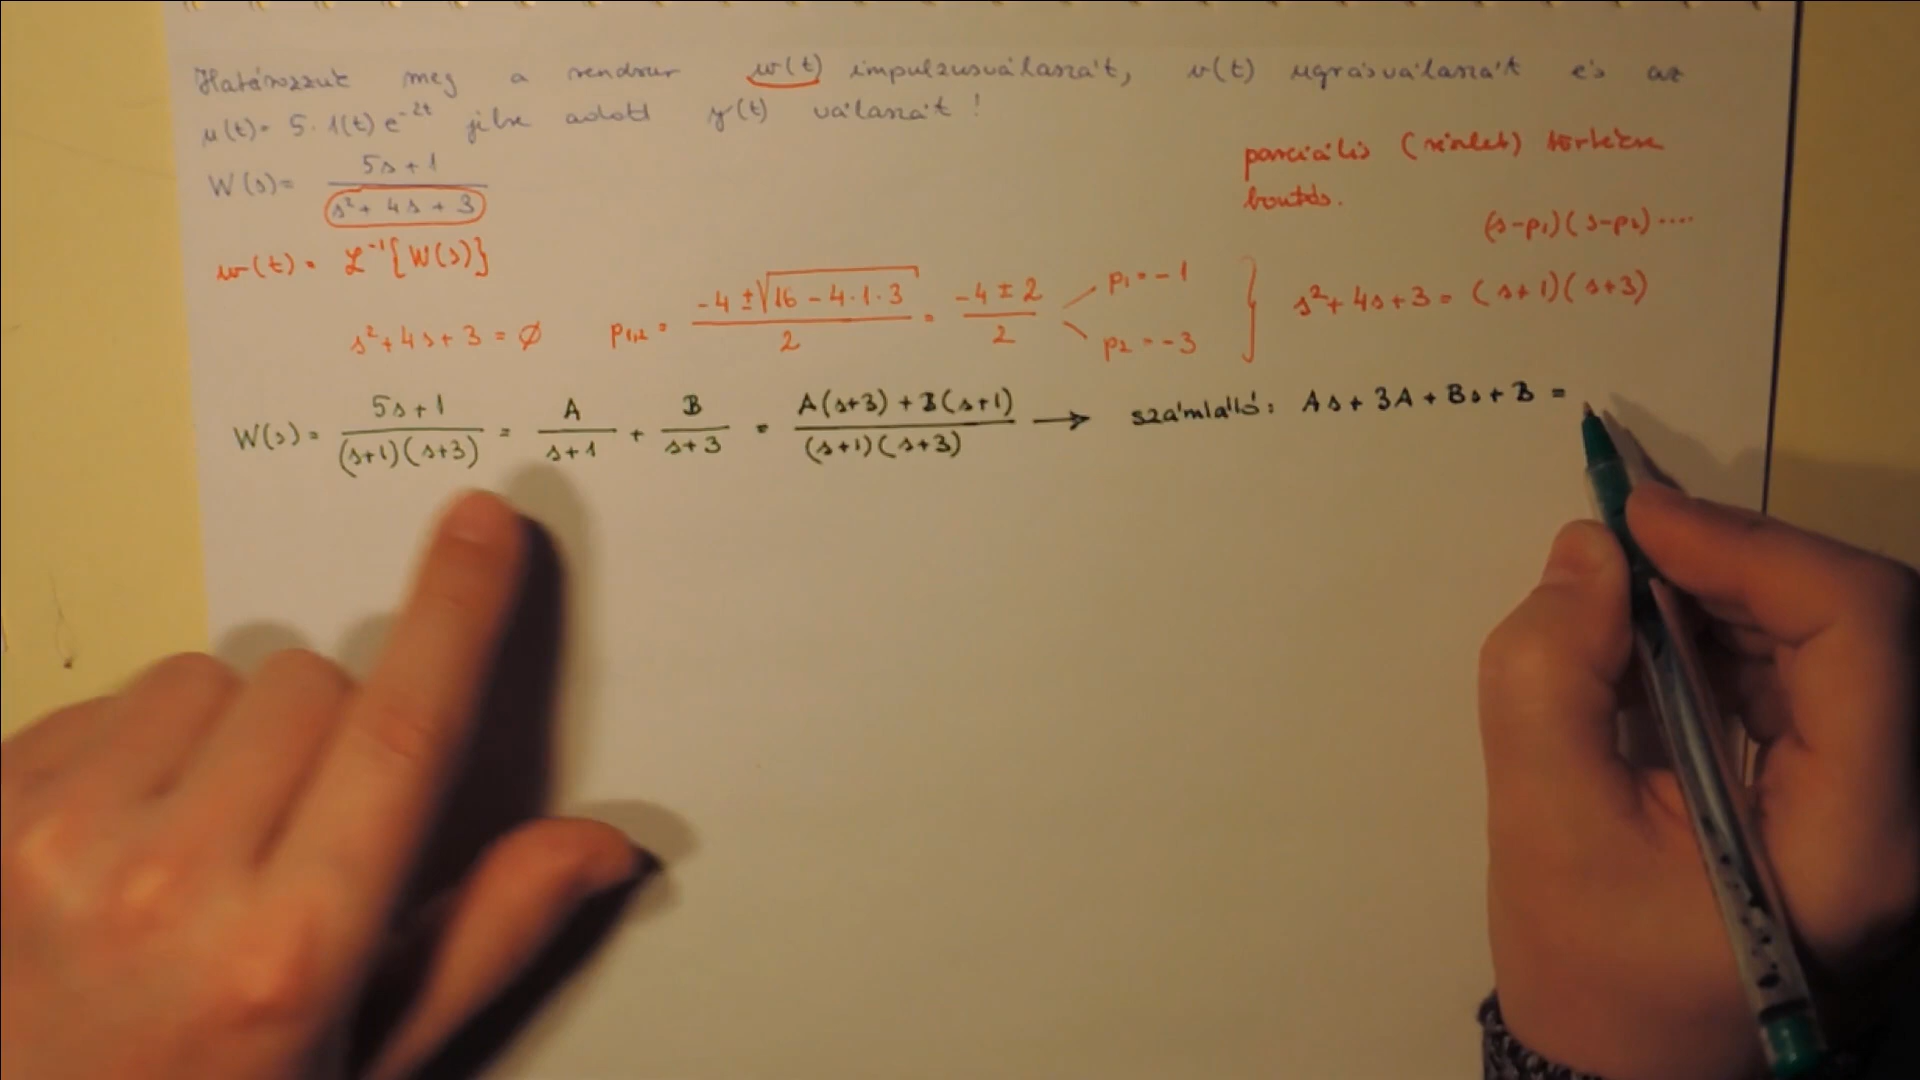 Határozzuk meg a rendszer w(t) impulzusválaszát, v(t) ugrásválaszát és az
u(t) = 5·1(t) e^-2t jelre adott y(t) válaszát!
W(s) = (5s+1)/(s²+4s+3)
parciális (részlet) törtekre
bontás.
(s-p₁)(s-p₂)....
w(t) = ℒ⁻¹{W(s)}
s²+4s+3 = ∅ p₁,₂ = (-4 ± √(16-4·1·3))/2 = (-4 ± 2)/2 p₁ = -1 p₂ = -3 } s²+4s+3 = (s+1)(s+3)
W(s) = (5s+1)/((s+1)(s+3)) = A/(s+1) + B/(s+3) = (A(s+3)+B(s+1))/((s+1)(s+3)) → számláló: As+3A+Bs+B =